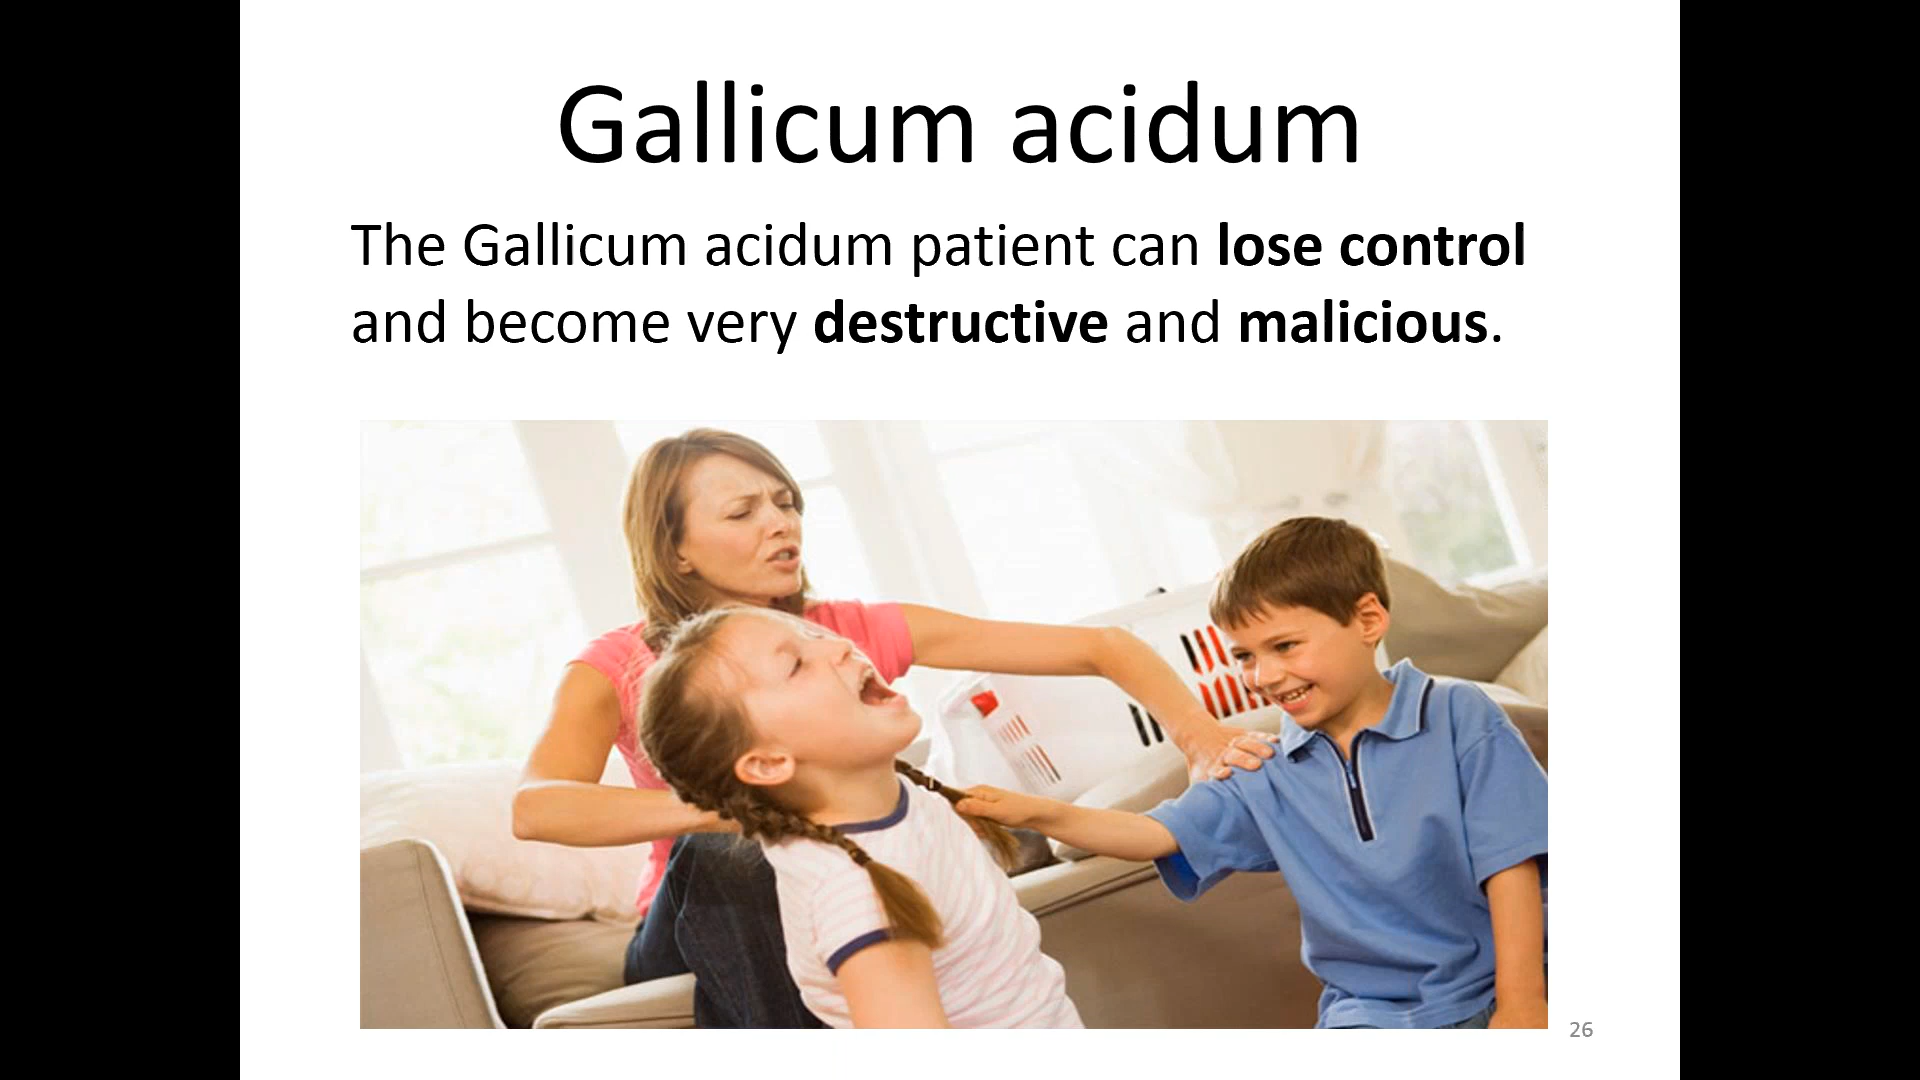 Gallicum acidum
The Gallicum acidum patient can lose control
and become very destructive and malicious.
26